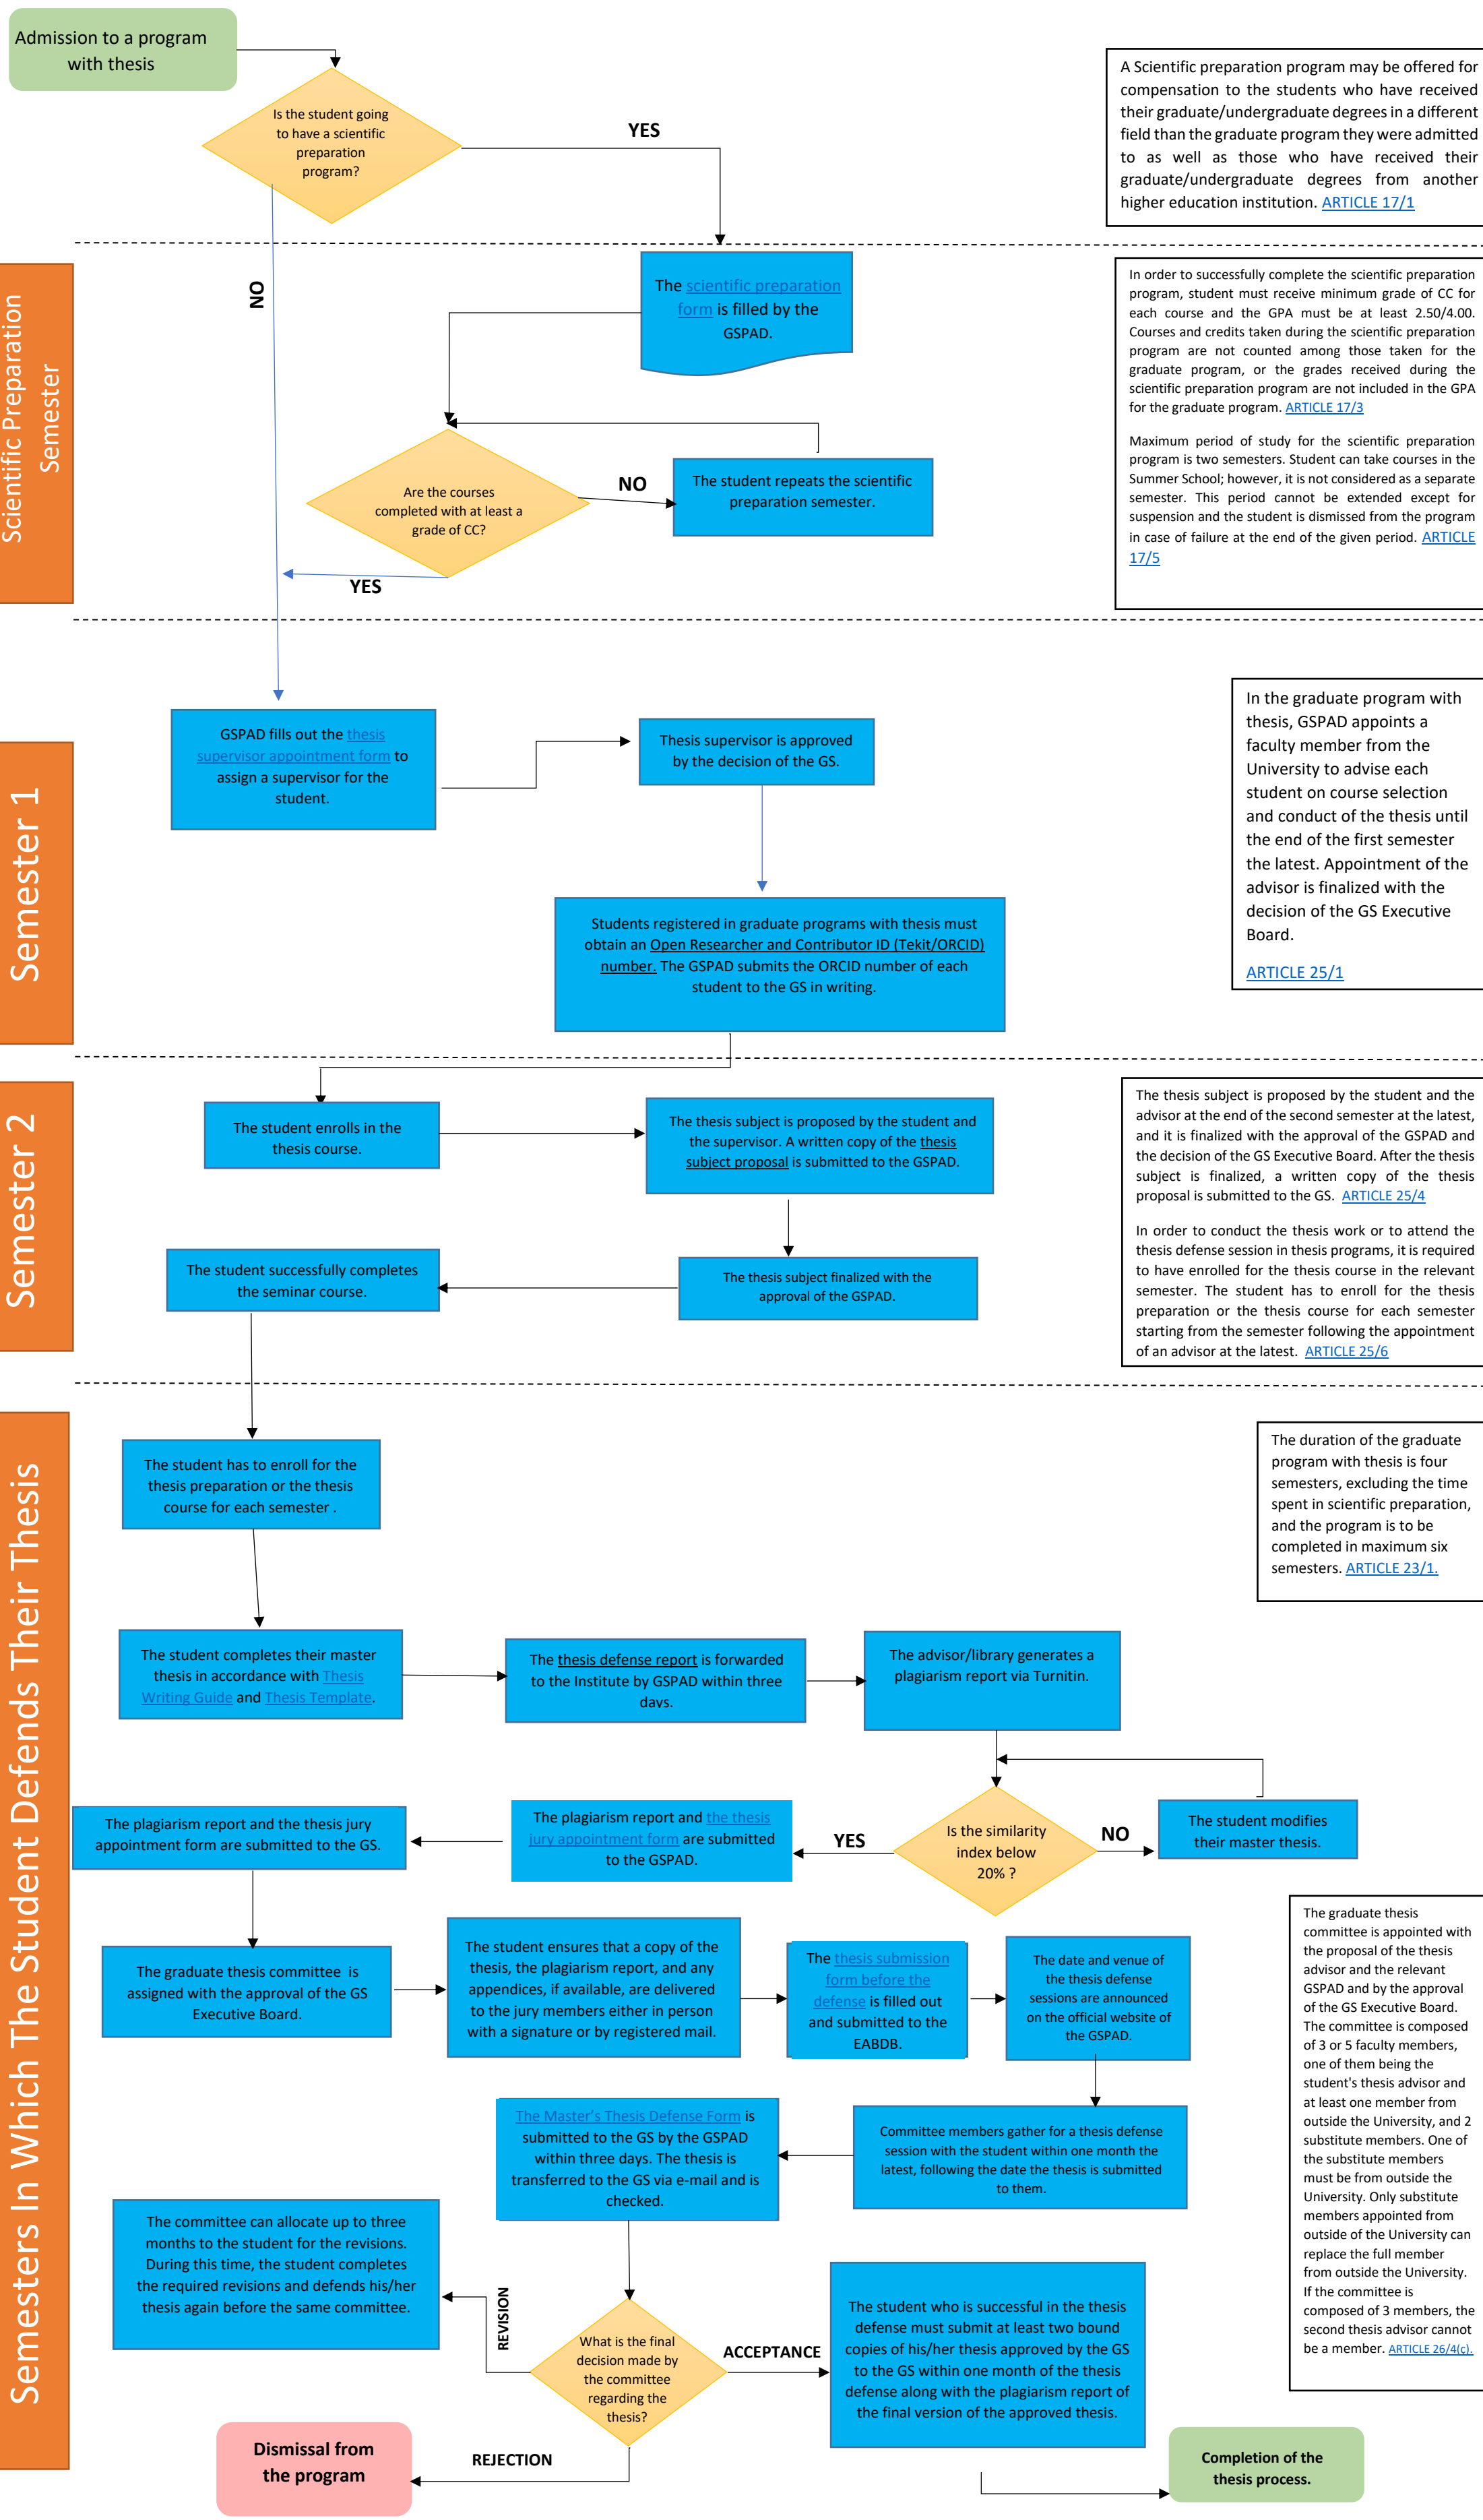 Admission to a program
with thesis
Is the student going
to have a scientific
preparation
program?
YES
A Scientific preparation program may be offered for
compensation to the students who have received
their graduate/undergraduate degrees in a different
field than the graduate program they were admitted
to as well as those who have received their
graduate/undergraduate degrees from another
higher education institution. ARTICLE 17/1
Scientific Preparation
Semester
NO
The scientific preparation
form is filled by the
GSPAD.
Are the courses
completed with at least a
grade of CC?
NO
The student repeats the scientific
preparation semester.
YES
In order to successfully complete the scientific preparation
program, student must receive minimum grade of CC for
each course and the GPA must be at least 2.50/4.00.
Courses and credits taken during the scientific preparation
program are not counted among those taken for the
graduate program, or the grades received during the
scientific preparation program are not included in the GPA
for the graduate program. ARTICLE 17/3
Maximum period of study for the scientific preparation
program is two semesters. Student can take courses in the
Summer School; however, it is not considered as a separate
semester. This period cannot be extended except for
suspension and the student is dismissed from the program
in case of failure at the end of the given period. ARTICLE
17/5
Semester 1
GSPAD fills out the thesis
supervisor appointment form to
assign a supervisor for the
student.
Thesis supervisor is approved
by the decision of the GS.
Students registered in graduate programs with thesis must
obtain an Open Researcher and Contributor ID (Tekit/ORCID)
number. The GSPAD submits the ORCID number of each
student to the GS in writing.
In the graduate program with
thesis, GSPAD appoints a
faculty member from the
University to advise each
student on course selection
and conduct of the thesis until
the end of the first semester
the latest. Appointment of the
advisor is finalized with the
decision of the GS Executive
Board.
ARTICLE 25/1
Semester 2
The student enrolls in the
thesis course.
The thesis subject is proposed by the student and
the supervisor. A written copy of the thesis
subject proposal is submitted to the GSPAD.
The student successfully completes
the seminar course.
The thesis subject finalized with the
approval of the GSPAD.
The thesis subject is proposed by the student and the
advisor at the end of the second semester at the latest,
and it is finalized with the approval of the GSPAD and
the decision of the GS Executive Board. After the thesis
subject is finalized, a written copy of the thesis
proposal is submitted to the GS. ARTICLE 25/4
In order to conduct the thesis work or to attend the
thesis defense session in thesis programs, it is required
to have enrolled for the thesis course in the relevant
semester. The student has to enroll for the thesis
preparation or the thesis course for each semester
starting from the semester following the appointment
of an advisor at the latest. ARTICLE 25/6
Semesters In Which The Student Defends Their Thesis
The student has to enroll for the
thesis preparation or the thesis
course for each semester .
The duration of the graduate
program with thesis is four
semesters, excluding the time
spent in scientific preparation,
and the program is to be
completed in maximum six
semesters. ARTICLE 23/1.
The student completes their master
thesis in accordance with Thesis
Writing Guide and Thesis Template.
The thesis defense report is forwarded
to the Institute by GSPAD within three
days.
The advisor/library generates a
plagiarism report via Turnitin.
The plagiarism report and the thesis jury
appointment form are submitted to the GS.
The plagiarism report and the thesis
jury appointment form are submitted
to the GSPAD.
YES
Is the similarity
index below
20% ?
NO
The student modifies
their master thesis.
The graduate thesis committee is
assigned with the approval of the GS
Executive Board.
The student ensures that a copy of the
thesis, the plagiarism report, and any
appendices, if available, are delivered
to the jury members either in person
with a signature or by registered mail.
The thesis submission
form before the
defense is filled out
and submitted to the
EABDB.
The date and venue of
the thesis defense
sessions are announced
on the official website of
the GSPAD.
The graduate thesis
committee is appointed with
the proposal of the thesis
advisor and the relevant
GSPAD and by the approval
of the GS Executive Board.
The committee is composed
of 3 or 5 faculty members,
one of them being the
student's thesis advisor and
at least one member from
outside the University, and 2
substitute members. One of
the substitute members
must be from outside the
University. Only substitute
members appointed from
outside of the University can
replace the full member
from outside the University.
If the committee is
composed of 3 members, the
second thesis advisor cannot
be a member. ARTICLE 26/4(ç).
The Master's Thesis Defense Form is
submitted to the GS by the GSPAD
within three days. The thesis is
transferred to the GS via e-mail and is
checked.
Committee members gather for a thesis defense
session with the student within one month the
latest, following the date the thesis is submitted
to them.
The committee can allocate up to three
months to the student for the revisions.
During this time, the student completes
the required revisions and defends his/her
thesis again before the same committee.
REVISION
What is the final
decision made by
the committee
regarding the
thesis?
ACCEPTANCE
The student who is successful in the thesis
defense must submit at least two bound
copies of his/her thesis approved by the GS
to the GS within one month of the thesis
defense along with the plagiarism report of
the final version of the approved thesis.
Dismissal from
the program
REJECTION
Completion of the
thesis process.